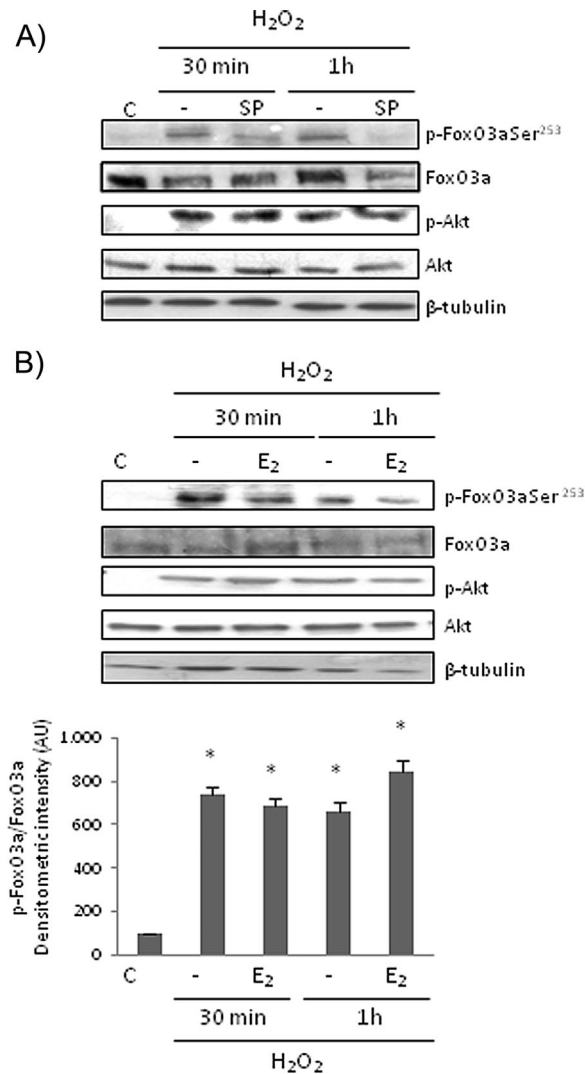 A)
H₂O₂
30 min 1h
C - SP - SP
p-FoxO3aSer²⁵³
FoxO3a
p-Akt
Akt
β-tubulin
B)
H₂O₂
30 min 1h
C - E₂ - E₂
p-FoxO3aSer²⁵³
FoxO3a
p-Akt
Akt
β-tubulin
p-FoxO3a/FoxO3a
Densitometric intensity (AU)
1.000
800
600
400
200
0
* * * *
C - E₂ - E₂
30 min 1h
H₂O₂